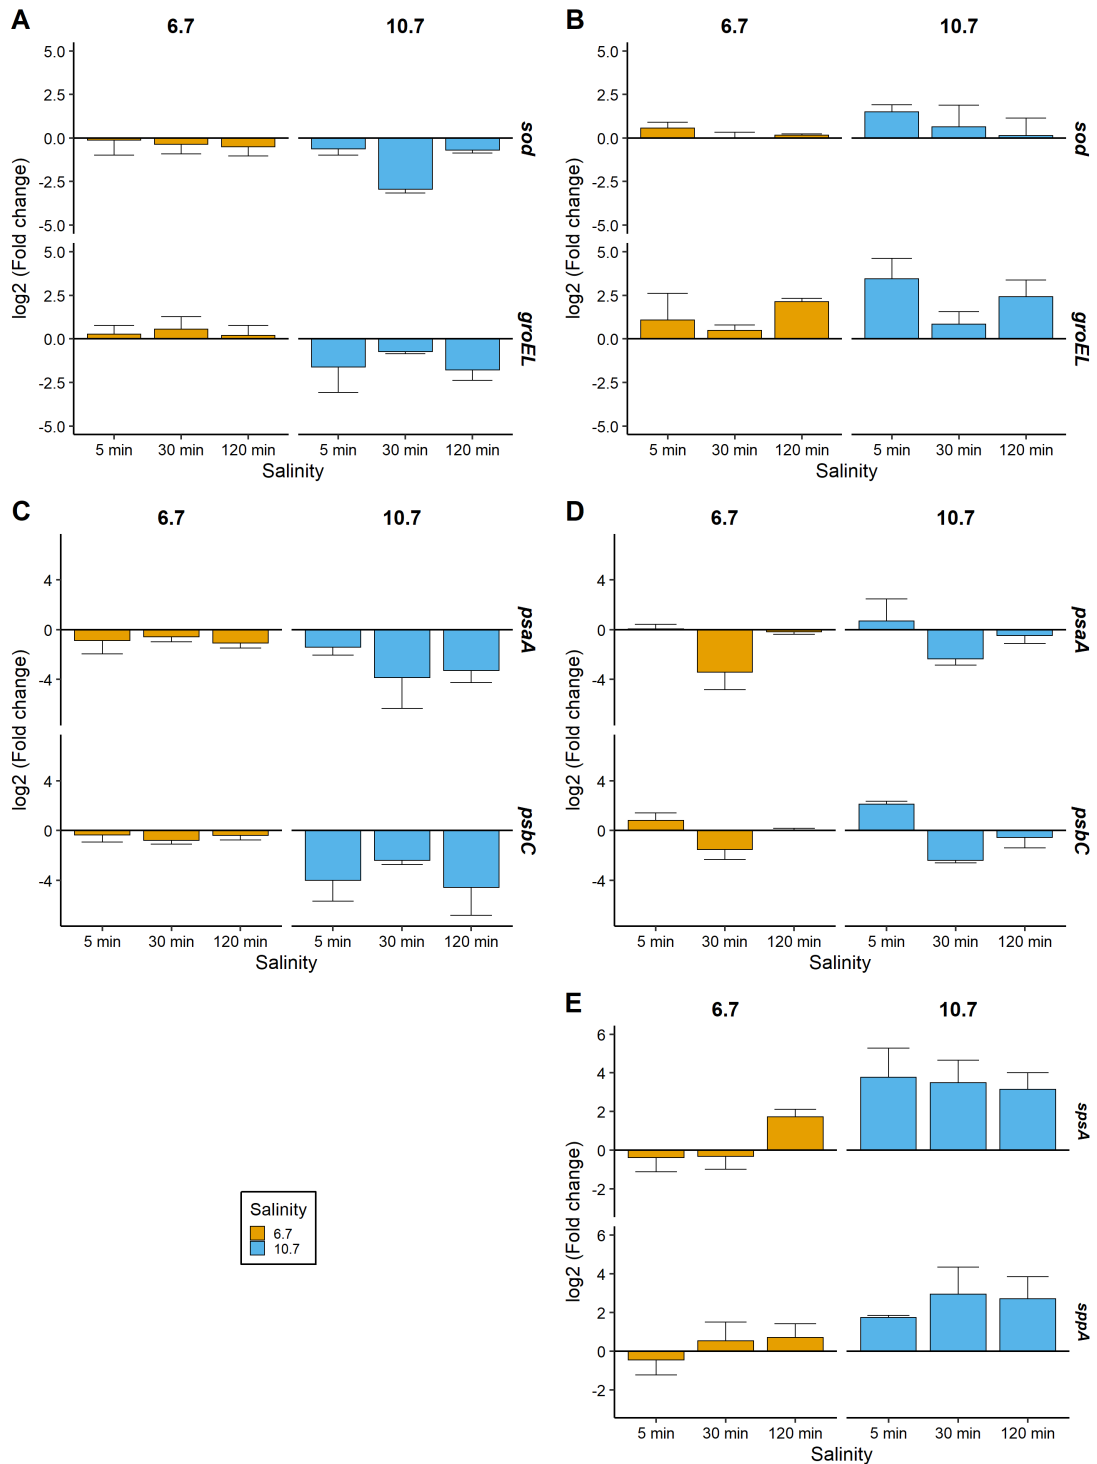 A
6.7 10.7
5.0
2.5
0.0
-2.5
-5.0
sod
5.0
2.5
0.0
-2.5
-5.0
groEL
log2 (Fold change)
5 min 30 min 120 min 5 min 30 min 120 min
Salinity
B
6.7 10.7
5.0
2.5
0.0
-2.5
-5.0
sod
5.0
2.5
0.0
-2.5
-5.0
groEL
log2 (Fold change)
5 min 30 min 120 min 5 min 30 min 120 min
Salinity
C
6.7 10.7
4
0
-4
psaA
4
0
-4
psbC
log2 (Fold change)
5 min 30 min 120 min 5 min 30 min 120 min
Salinity
D
6.7 10.7
4
0
-4
psaA
4
0
-4
psbC
log2 (Fold change)
5 min 30 min 120 min 5 min 30 min 120 min
Salinity
E
6.7 10.7
6
4
2
0
-2
spsA
6
4
2
0
-2
sppA
log2 (Fold change)
5 min 30 min 120 min 5 min 30 min 120 min
Salinity
Salinity
6.7
10.7